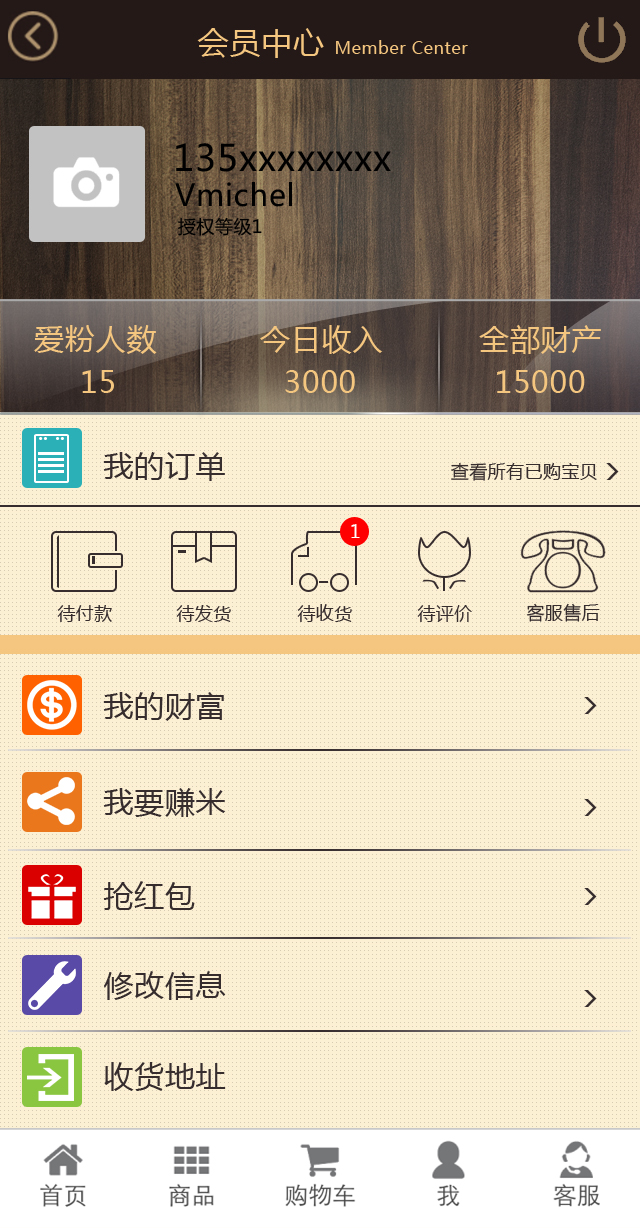 会员中心 Member Center
135xxxxxxxx
Vmichel
授权等级1
爱粉人数 今日收入 全部财产
15 3000 15000
我的订单 查看所有已购宝贝
1
待付款 待发货 待收货 待评价 客服售后
我的财富
我要赚米
抢红包
修改信息
收货地址
首页 商品 购物车 我 客服